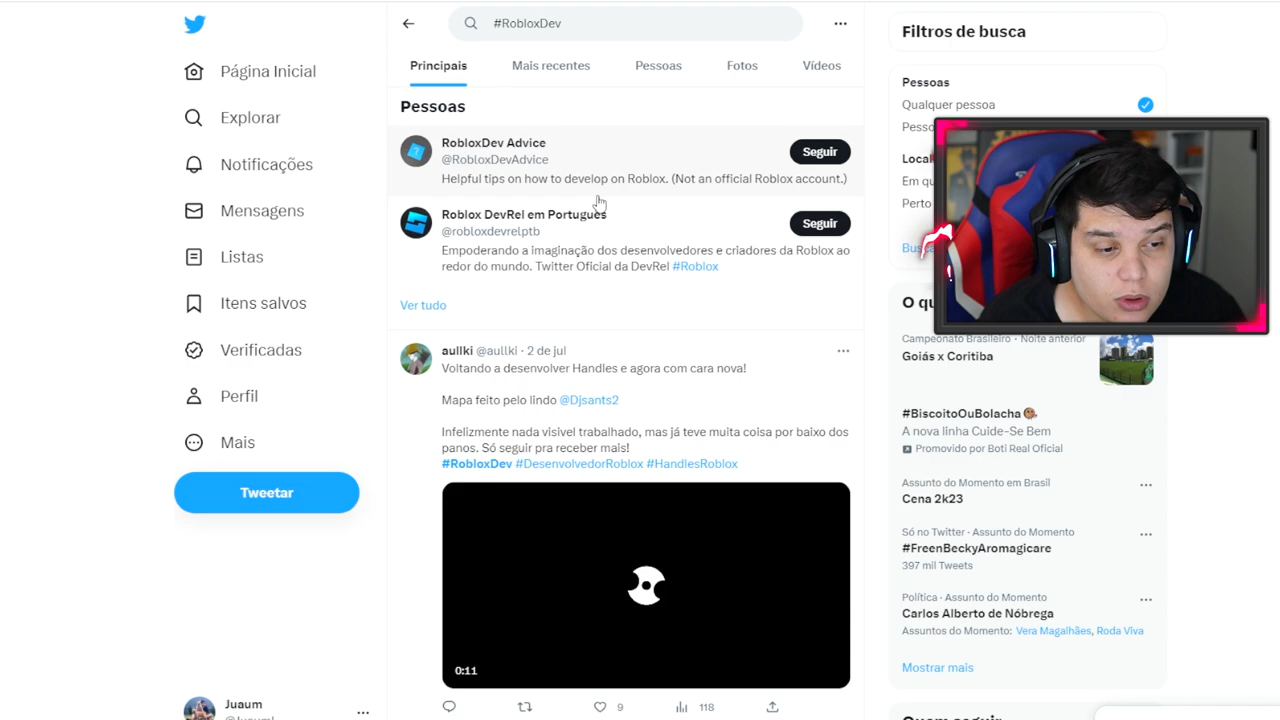 #RobloxDev
Filtros de busca
Página Inicial
Explorar
Notificações
Mensagens
Listas
Itens salvos
Verificadas
Perfil
Mais
Tweetar
Juaum
Principais
Mais recentes
Pessoas
Fotos
Vídeos
Pessoas
RobloxDev Advice
@RobloxDevAdvice
Seguir
Helpful tips on how to develop on Roblox. (Not an official Roblox account.)
Roblox DevRel em Português
@robloxdevrelptb
Seguir
Empoderando a imaginação dos desenvolvedores e criadores da Roblox ao
redor do mundo. Twitter Oficial da DevRel #Roblox
Ver tudo
aullki @aullki · 2 de jul
Voltando a desenvolver Handles e agora com cara nova!
Mapa feito pelo lindo @Djsants2
Infelizmente nada visivel trabalhado, mas já teve muita coisa por baixo dos
panos. Só seguir pra receber mais!
#RobloxDev #DesenvolvedorRoblox #HandlesRoblox
0:11
9
118
Pessoas
Qualquer pessoa
Campeonato Brasileiro · Noite anterior
Goiás x Coritiba
#BiscoitoOuBolacha
A nova linha Cuide-Se Bem
Promovido por Boti Real Oficial
Assunto do Momento em Brasil
Cena 2k23
Só no Twitter · Assunto do Momento
#FreenBeckyAromagicare
397 mil Tweets
Política · Assunto do Momento
Carlos Alberto de Nóbrega
Assuntos do Momento: Vera Magalhães, Roda Viva
Mostrar mais